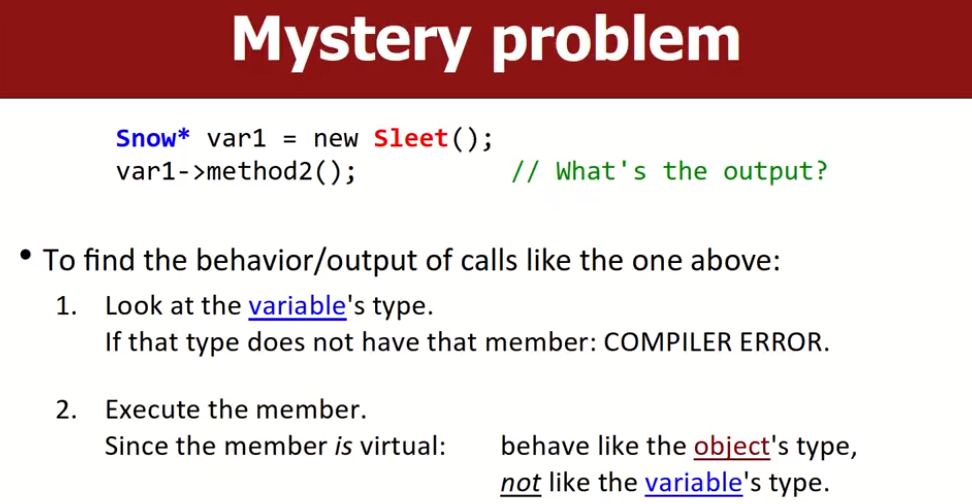 Mystery problem
Snow* var1 = new Sleet();
var1->method2(); // What's the output?
• To find the behavior/output of calls like the one above:
1. Look at the variable's type.
If that type does not have that member: COMPILER ERROR.
2. Execute the member.
Since the member is virtual: behave like the object's type,
not like the variable's type.